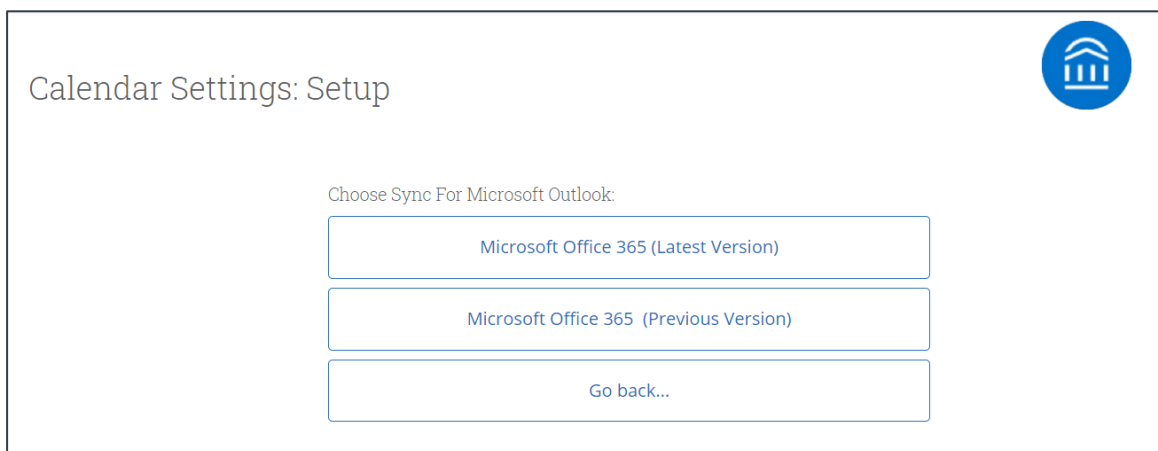 Calendar Settings: Setup
Choose Sync For Microsoft Outlook:
Microsoft Office 365 (Latest Version)
Microsoft Office 365  (Previous Version)
Go back...